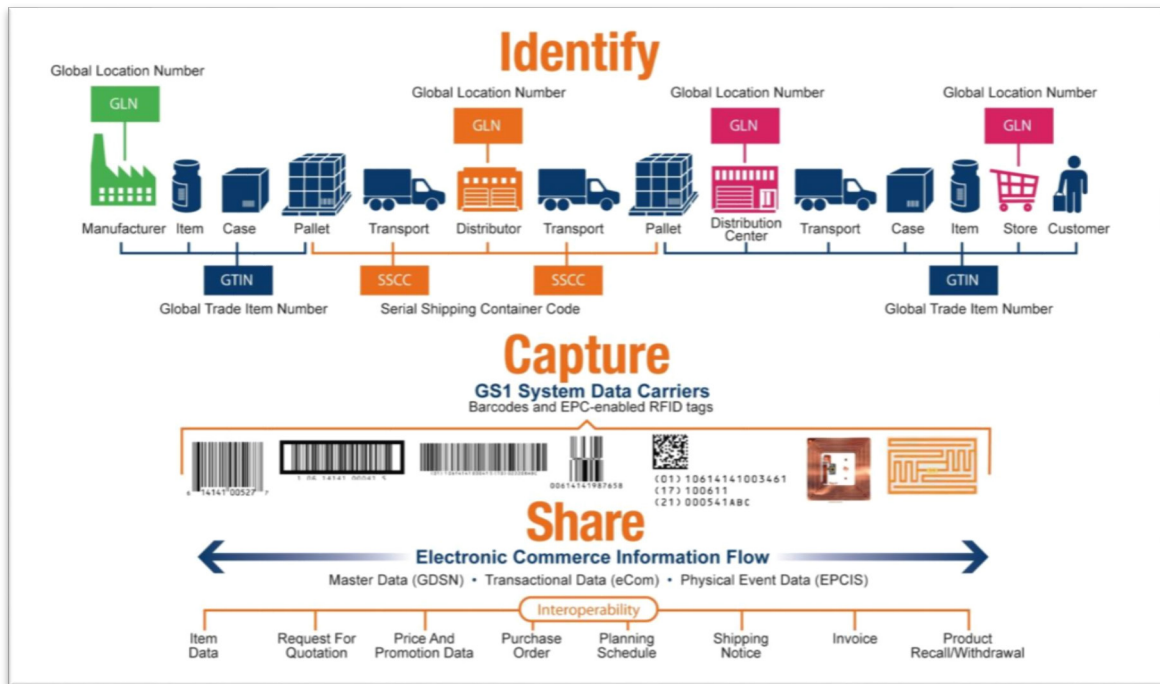 Identify
Global Location Number
Global Location Number
Global Location Number
Global Location Number
GLN
GLN
GLN
GLN
Manufacturer Item Case Pallet Transport Distributor Transport Pallet Distribution Center Transport Case Item Store Customer
GTIN
SSCC
SSCC
GTIN
Global Trade Item Number
Serial Shipping Container Code
Global Trade Item Number
Capture
GS1 System Data Carriers
Barcodes and EPC-enabled RFID tags
6 14141 00527 7
00614141987658
(01) 10614141003461
(17) 100611
(21) 000541ABC
Share
Electronic Commerce Information Flow
Master Data (GDSN) • Transactional Data (eCom) • Physical Event Data (EPCIS)
Interoperability
Item
Data
Request For
Quotation
Price And
Promotion Data
Purchase
Order
Planning
Schedule
Shipping
Notice
Invoice
Product
Recall/Withdrawal